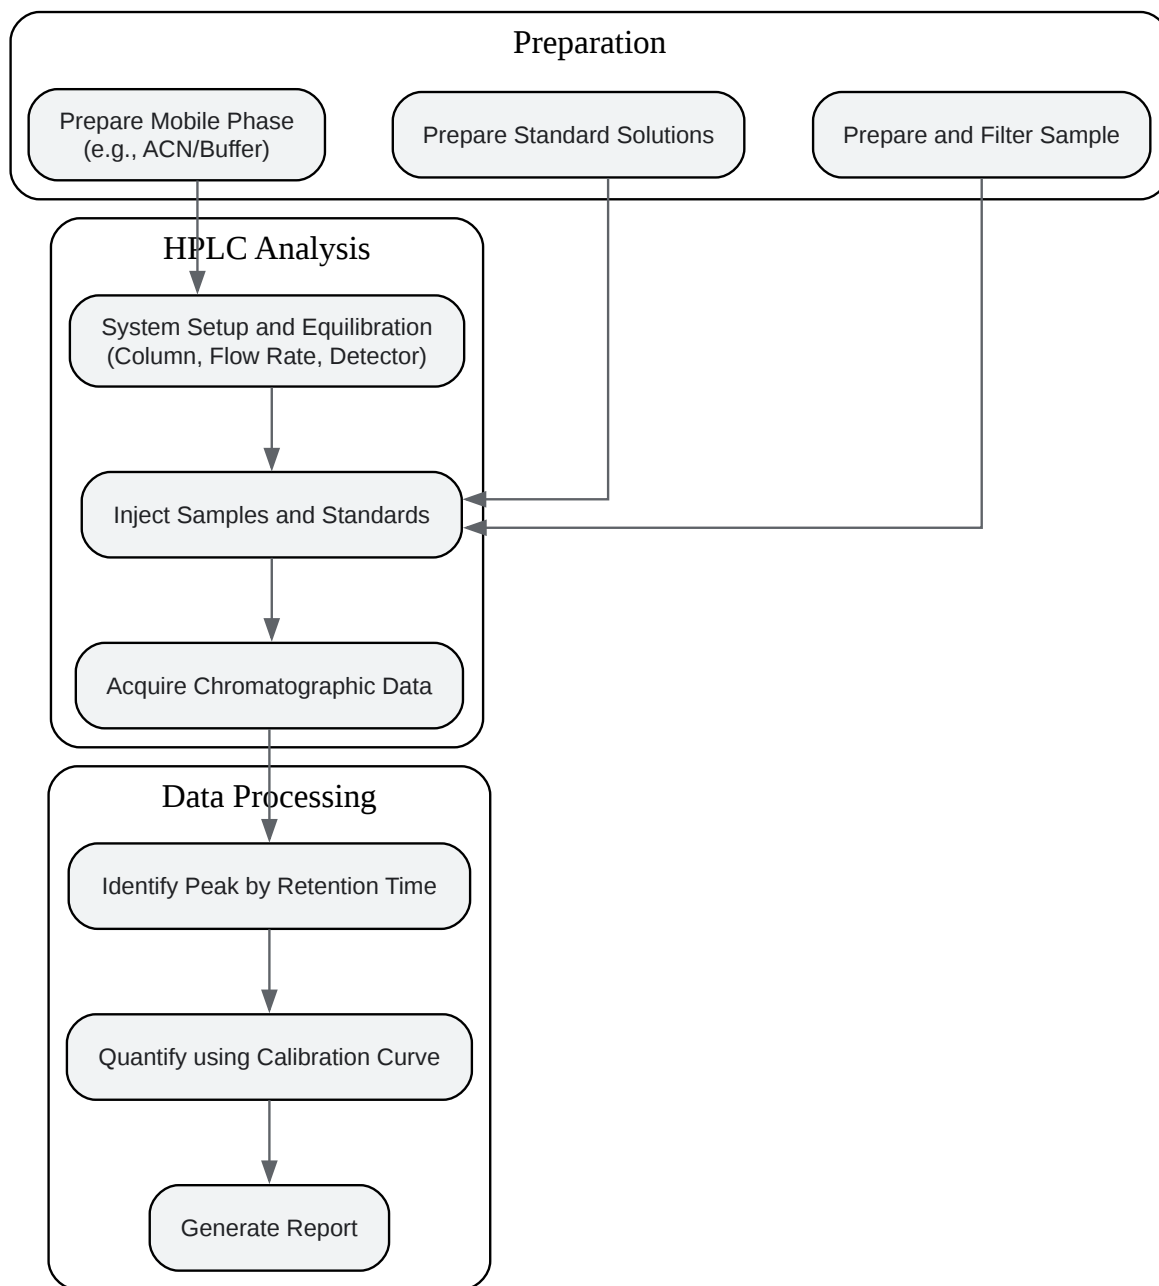 Preparation
Prepare Mobile Phase
(e.g., ACN/Buffer)
Prepare Standard Solutions
Prepare and Filter Sample
HPLC Analysis
System Setup and Equilibration
(Column, Flow Rate, Detector)
Inject Samples and Standards
Acquire Chromatographic Data
Data Processing
Identify Peak by Retention Time
Quantify using Calibration Curve
Generate Report